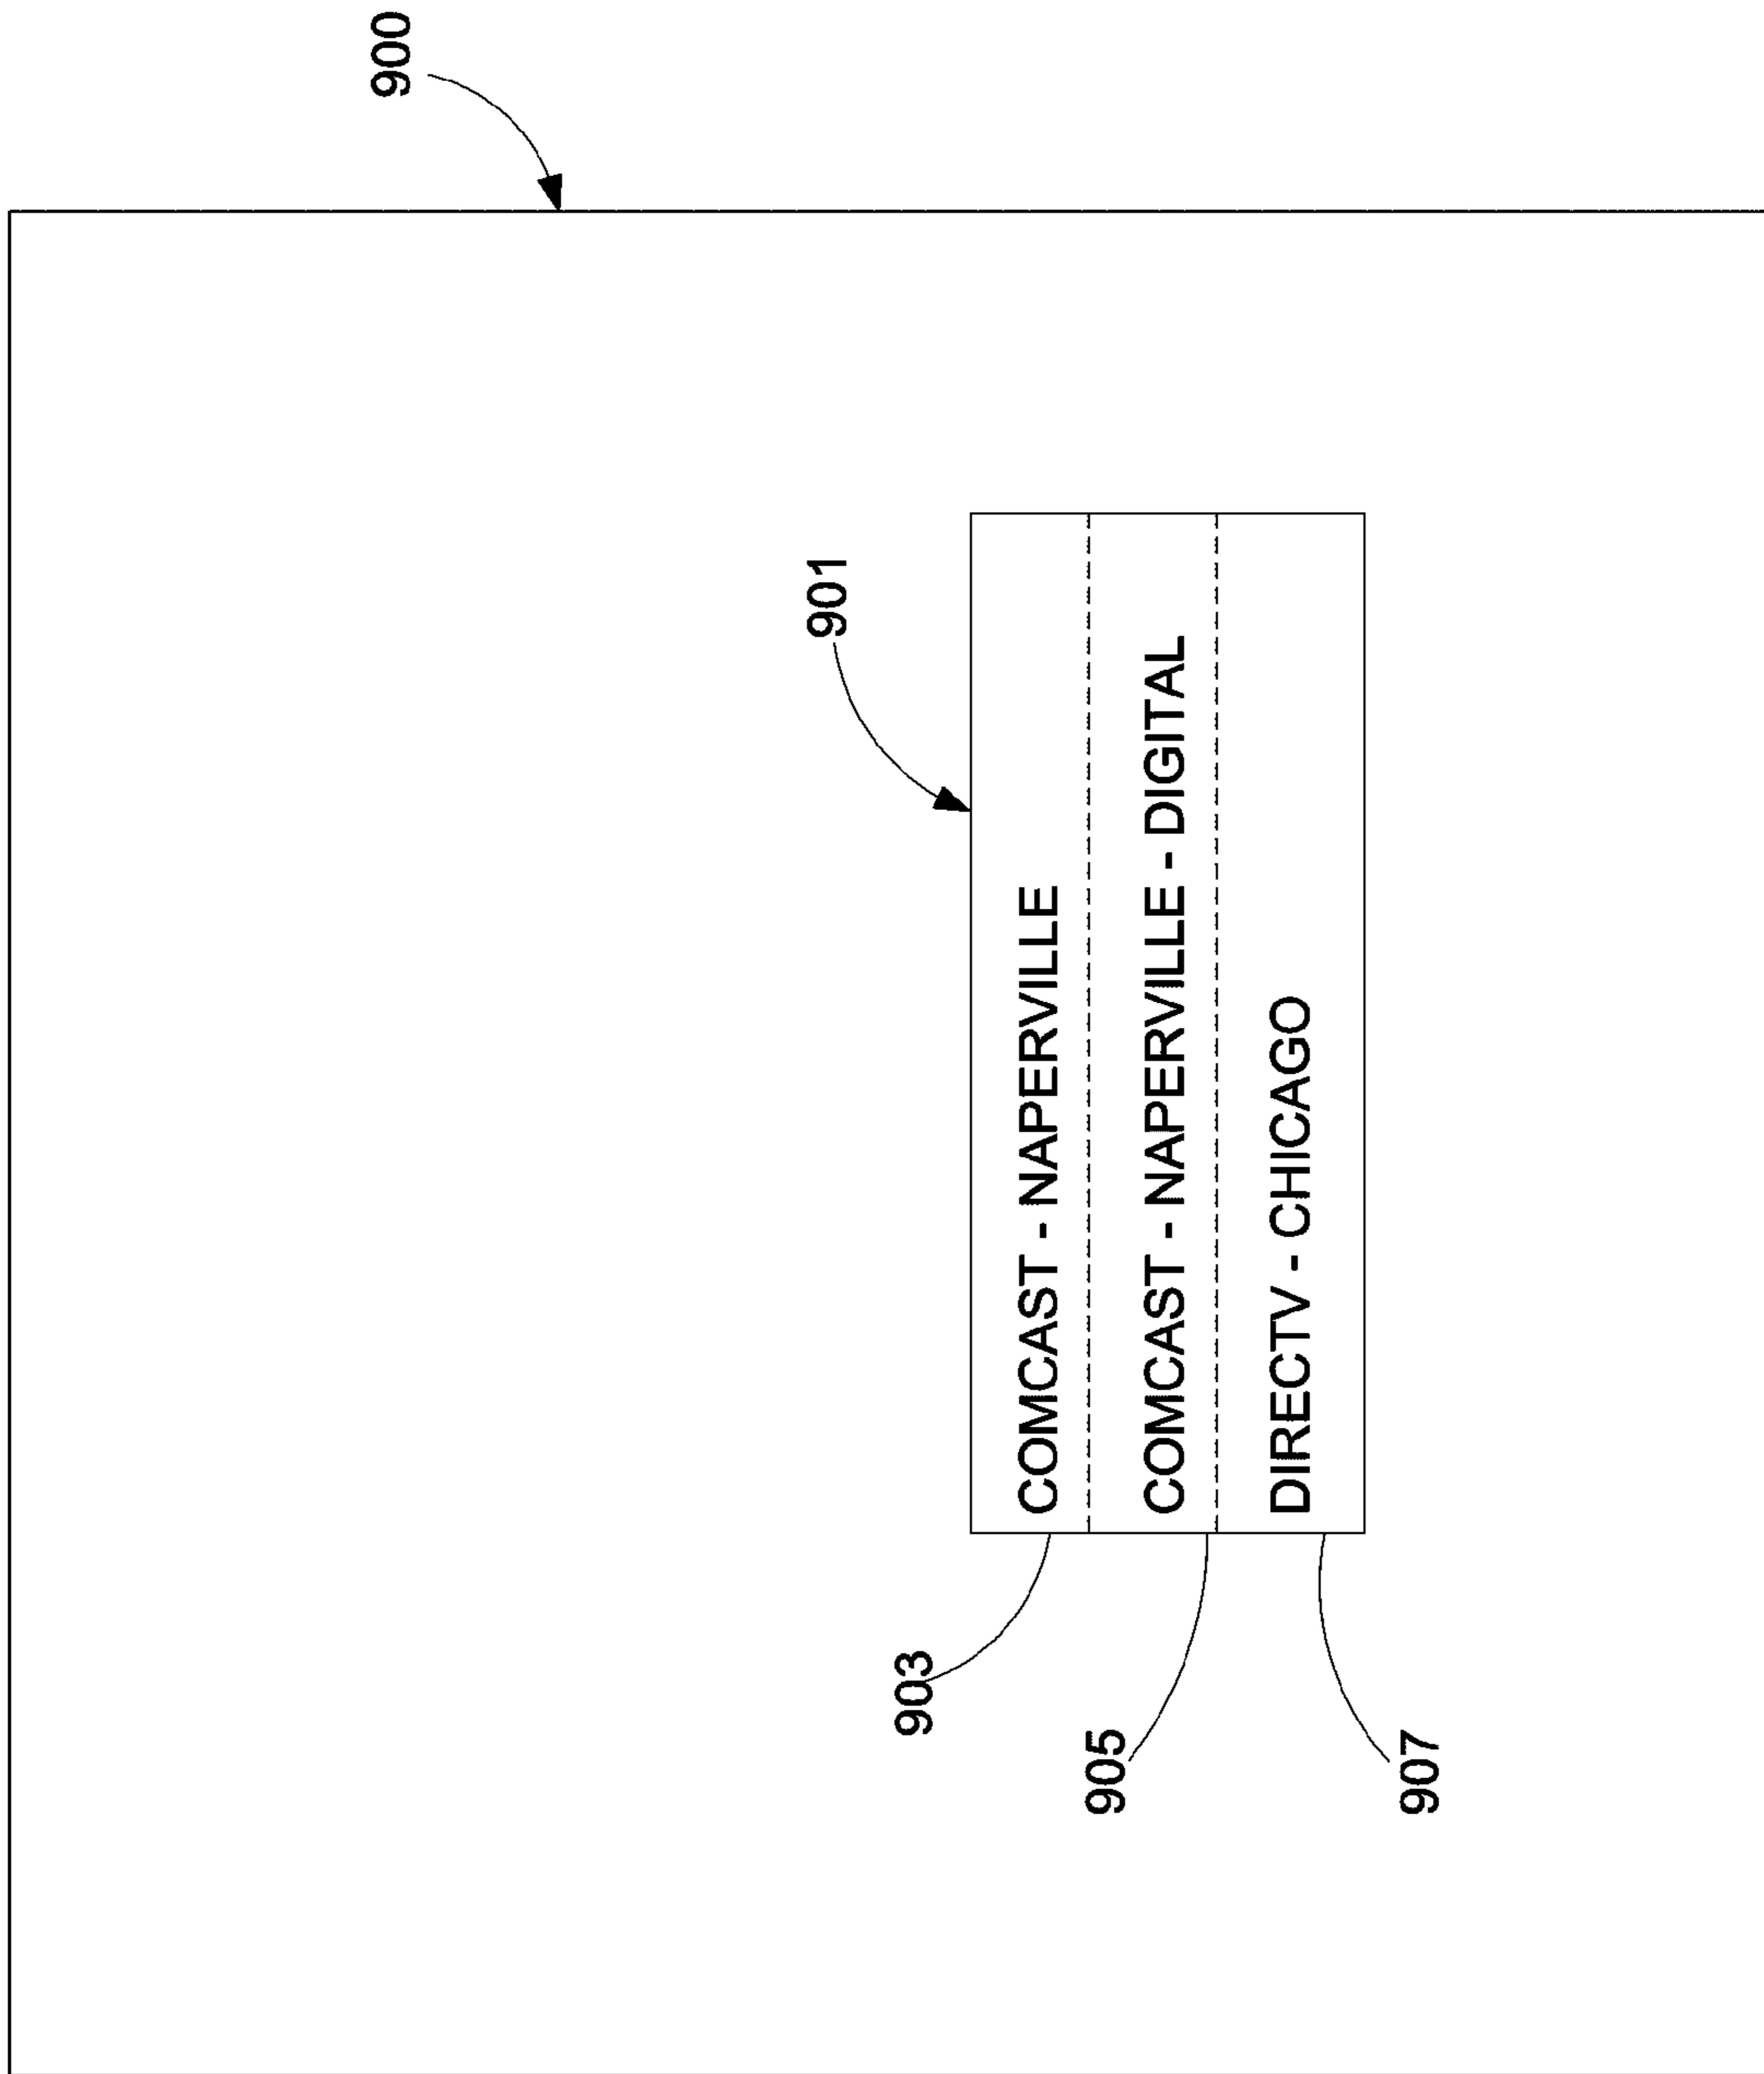 900
901
COMCAST - NAPERVILLE
COMCAST - NAPERVILLE - DIGITAL
DIRECTV - CHICAGO
903
905
907